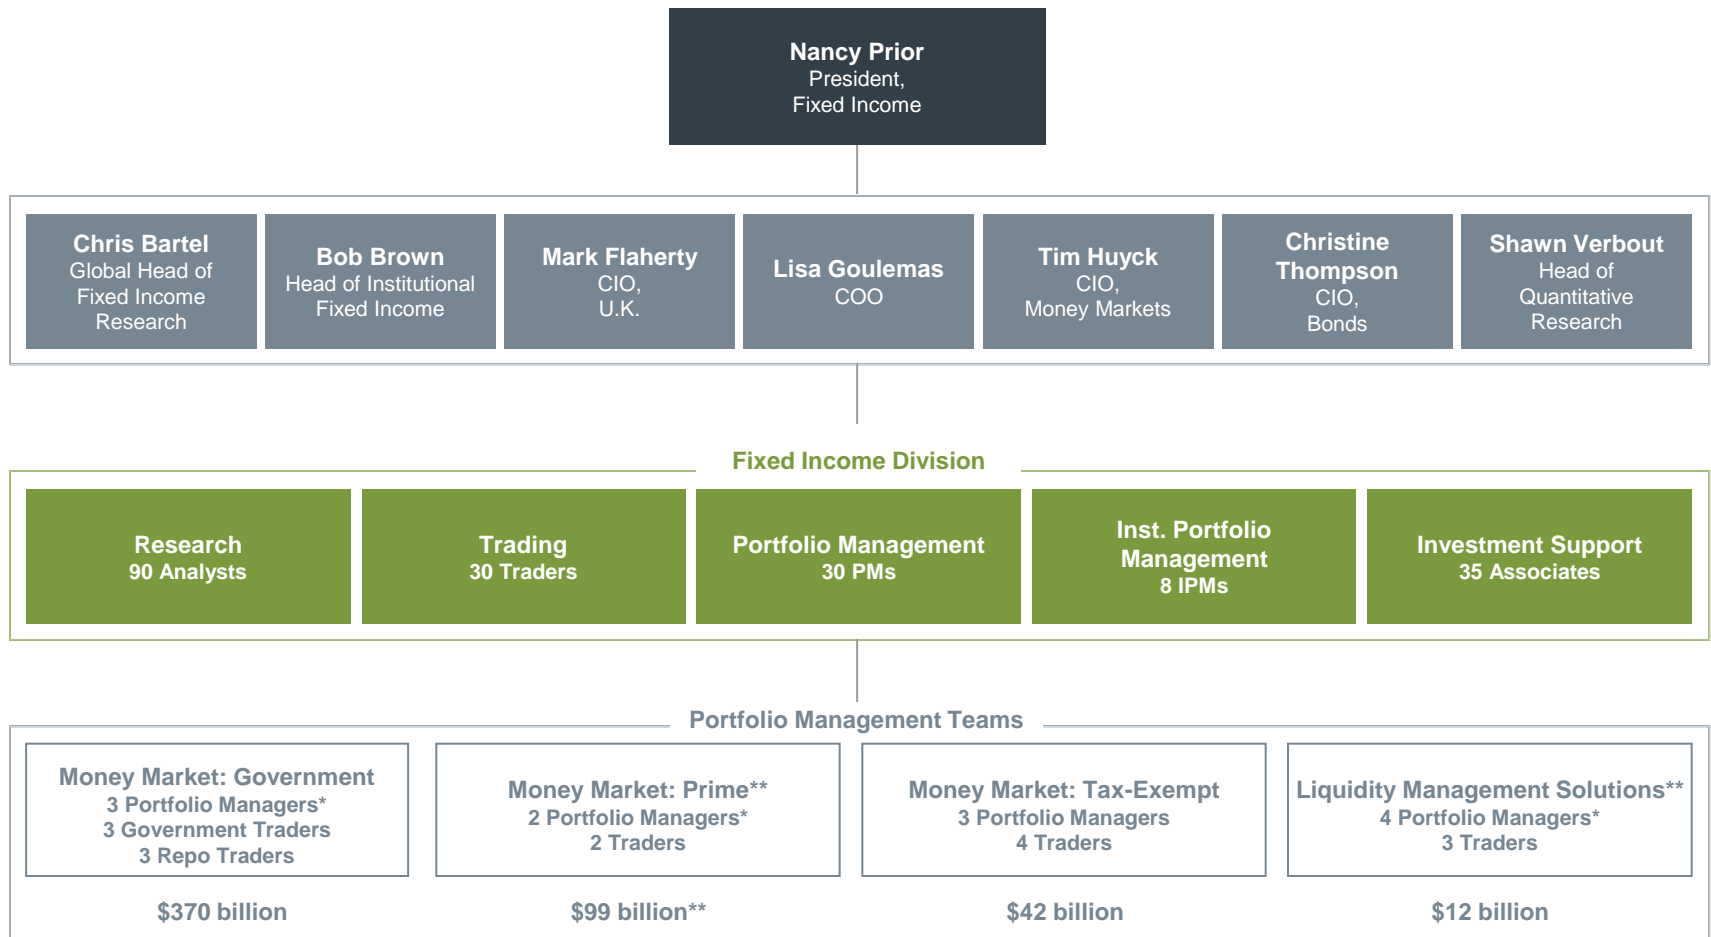 Nancy Prior
President,
Fixed Income
Chris Bartel
Global Head of
Fixed Income
Research
Bob Brown
Head of Institutional
Fixed Income
Mark Flaherty
CIO,
U.K.
Lisa Goulemas
COO
Tim Huyck
CIO,
Money Markets
Christine
Thompson
CIO,
Bonds
Shawn Verbout
Head of
Quantitative
Research
Fixed Income Division
Research
90 Analysts
Trading
30 Traders
Portfolio Management
30 PMs
Inst. Portfolio
Management
8 IPMs
Investment Support
35 Associates
Portfolio Management Teams
Money Market: Government
3 Portfolio Managers*
3 Government Traders
3 Repo Traders
$370 billion
Money Market: Prime**
2 Portfolio Managers*
2 Traders
$99 billion**
Money Market: Tax-Exempt
3 Portfolio Managers
4 Traders
$42 billion
Liquidity Management Solutions**
4 Portfolio Managers*
3 Traders
$12 billion